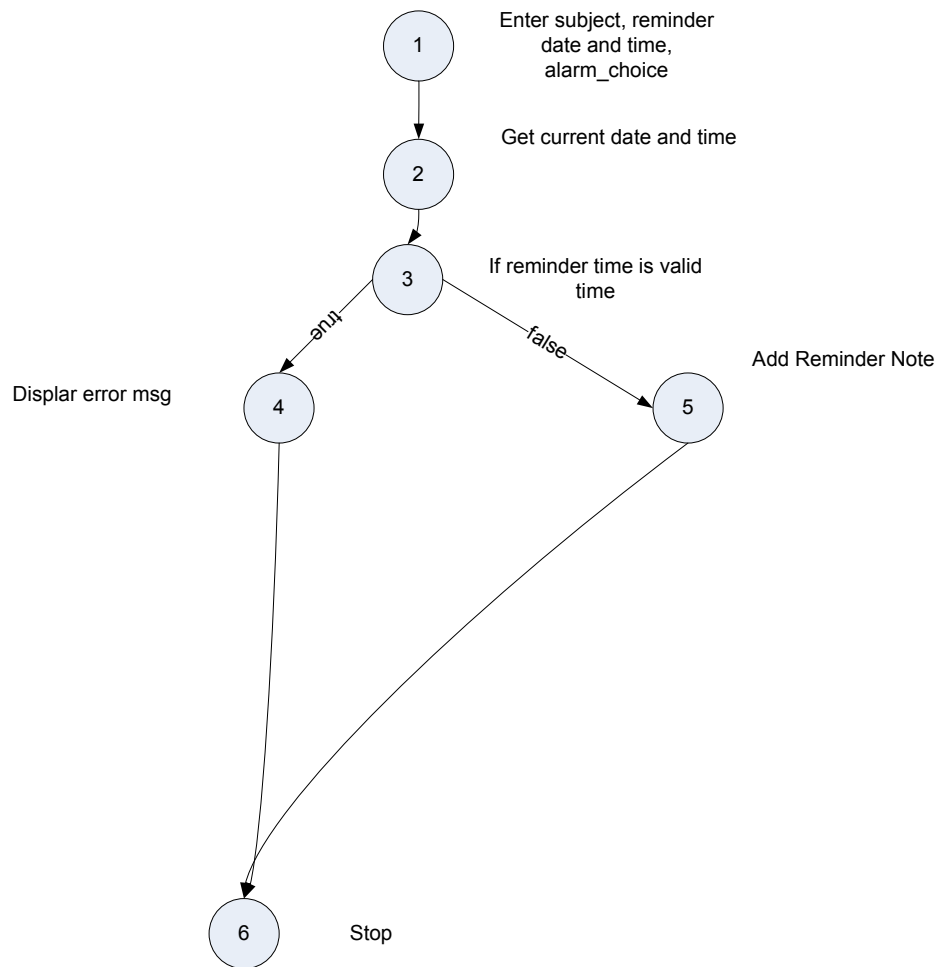 1
Enter subject, reminder
date and time,
alarm_choice
Get current date and time
2
If reminder time is valid
time
3
true
false
Add Reminder Note
Displar error msg
4
5
6
Stop